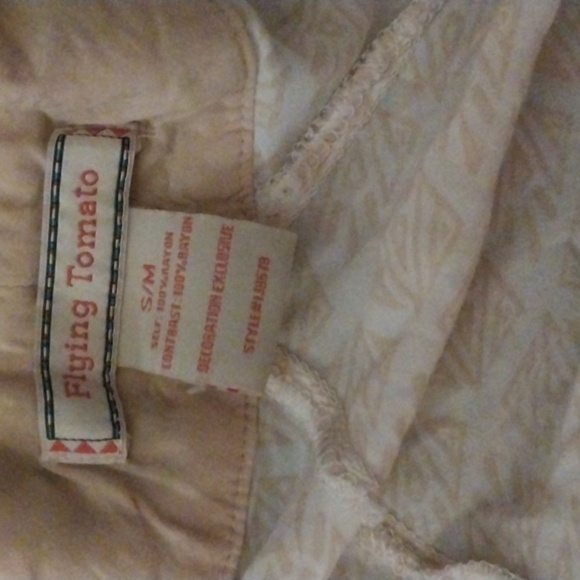 Flying Tomato
S/M
SELF: 100%RAYON
CONTRAST: 100%RAYON
DECORATION EXCLUSIVE